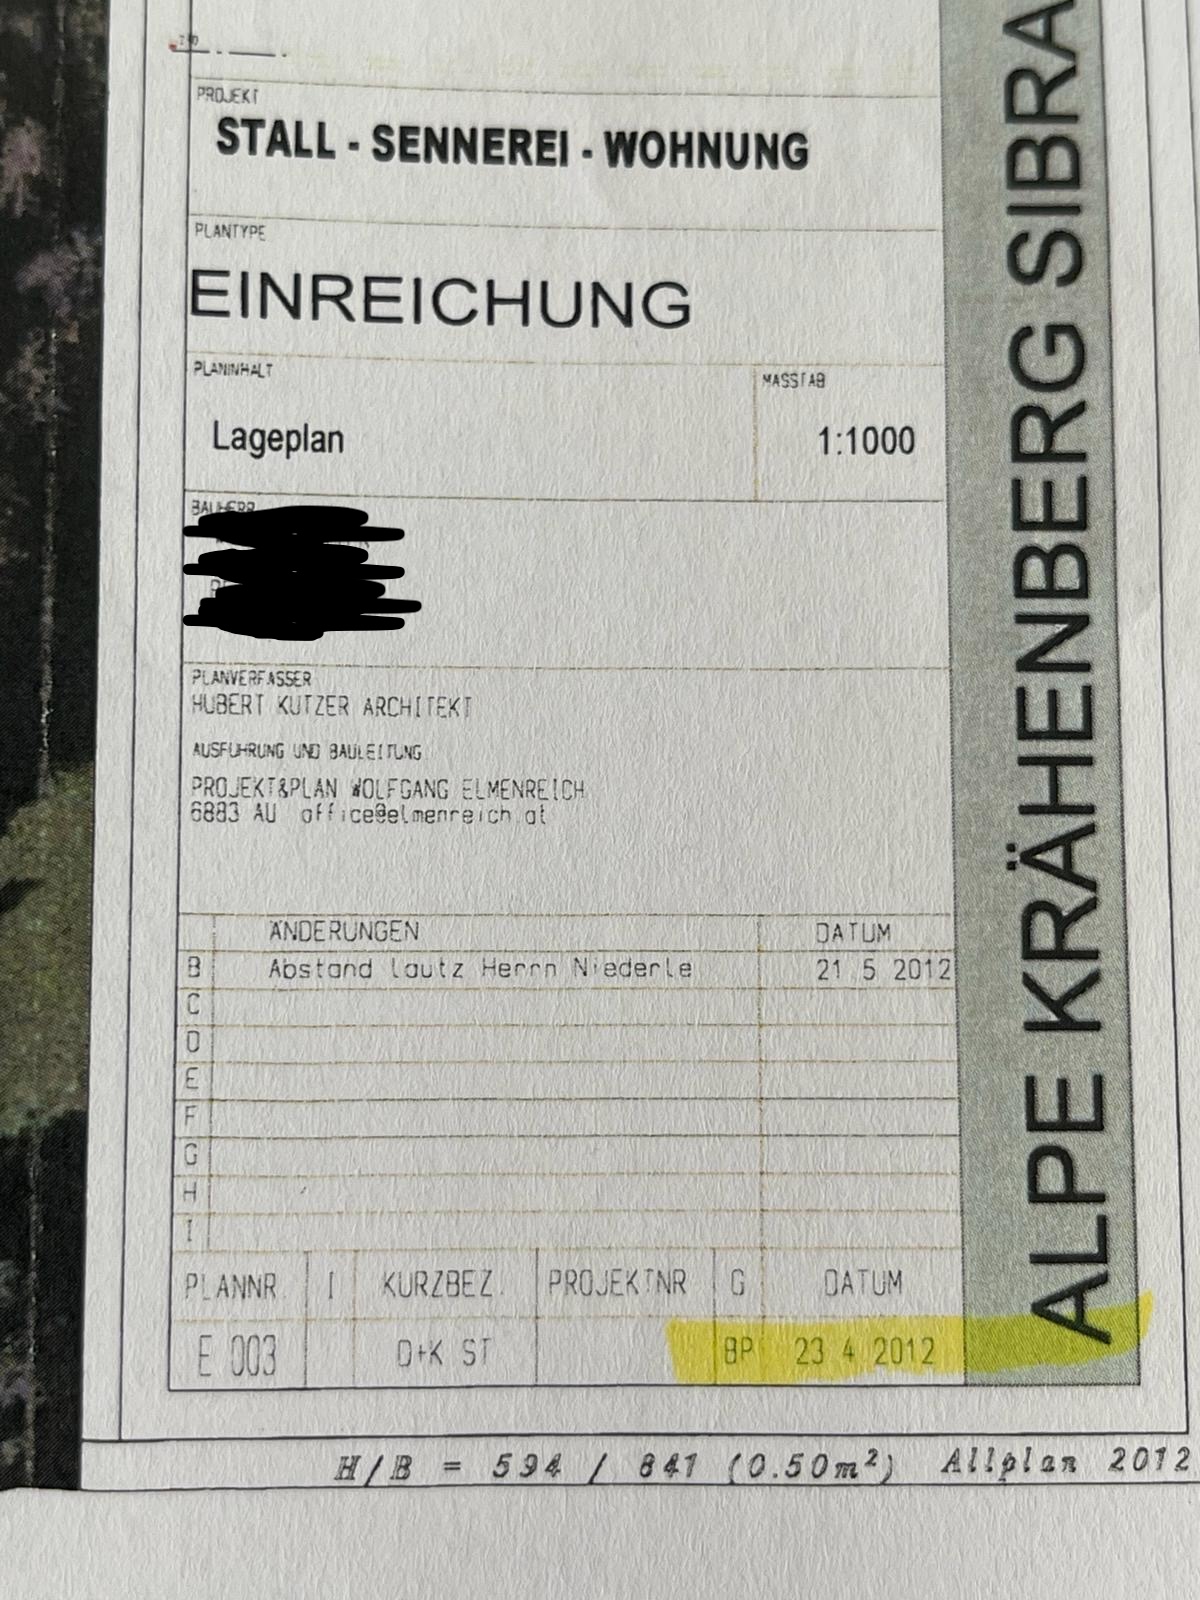 PROJEKT
STALL - SENNEREI - WOHNUNG
PLANTYPE
EINREICHUNG
PLANINHALT
MASSTAB
Lageplan
1:1000
BAUHERR
PLANVERFASSER
HUBERT KUTZER ARCHITEKT
AUSFÜHRUNG UND BAULEITUNG
PROJEKT&PLAN WOLFGANG ELMENREICH
6883 AU office@elmenreich.at
ÄNDERUNGEN DATUM
B Abstand lautz Herrn Niederle 21 5 2012
C
D
E
F
G
H
I
PLANNR. I KURZBEZ. PROJEKTNR G DATUM
E 003 D+K ST BP 23 4 2012
ALPE KRÄHENBERG SIBRA
H/B = 594 / 841 (0.50m²) Allplan 2012